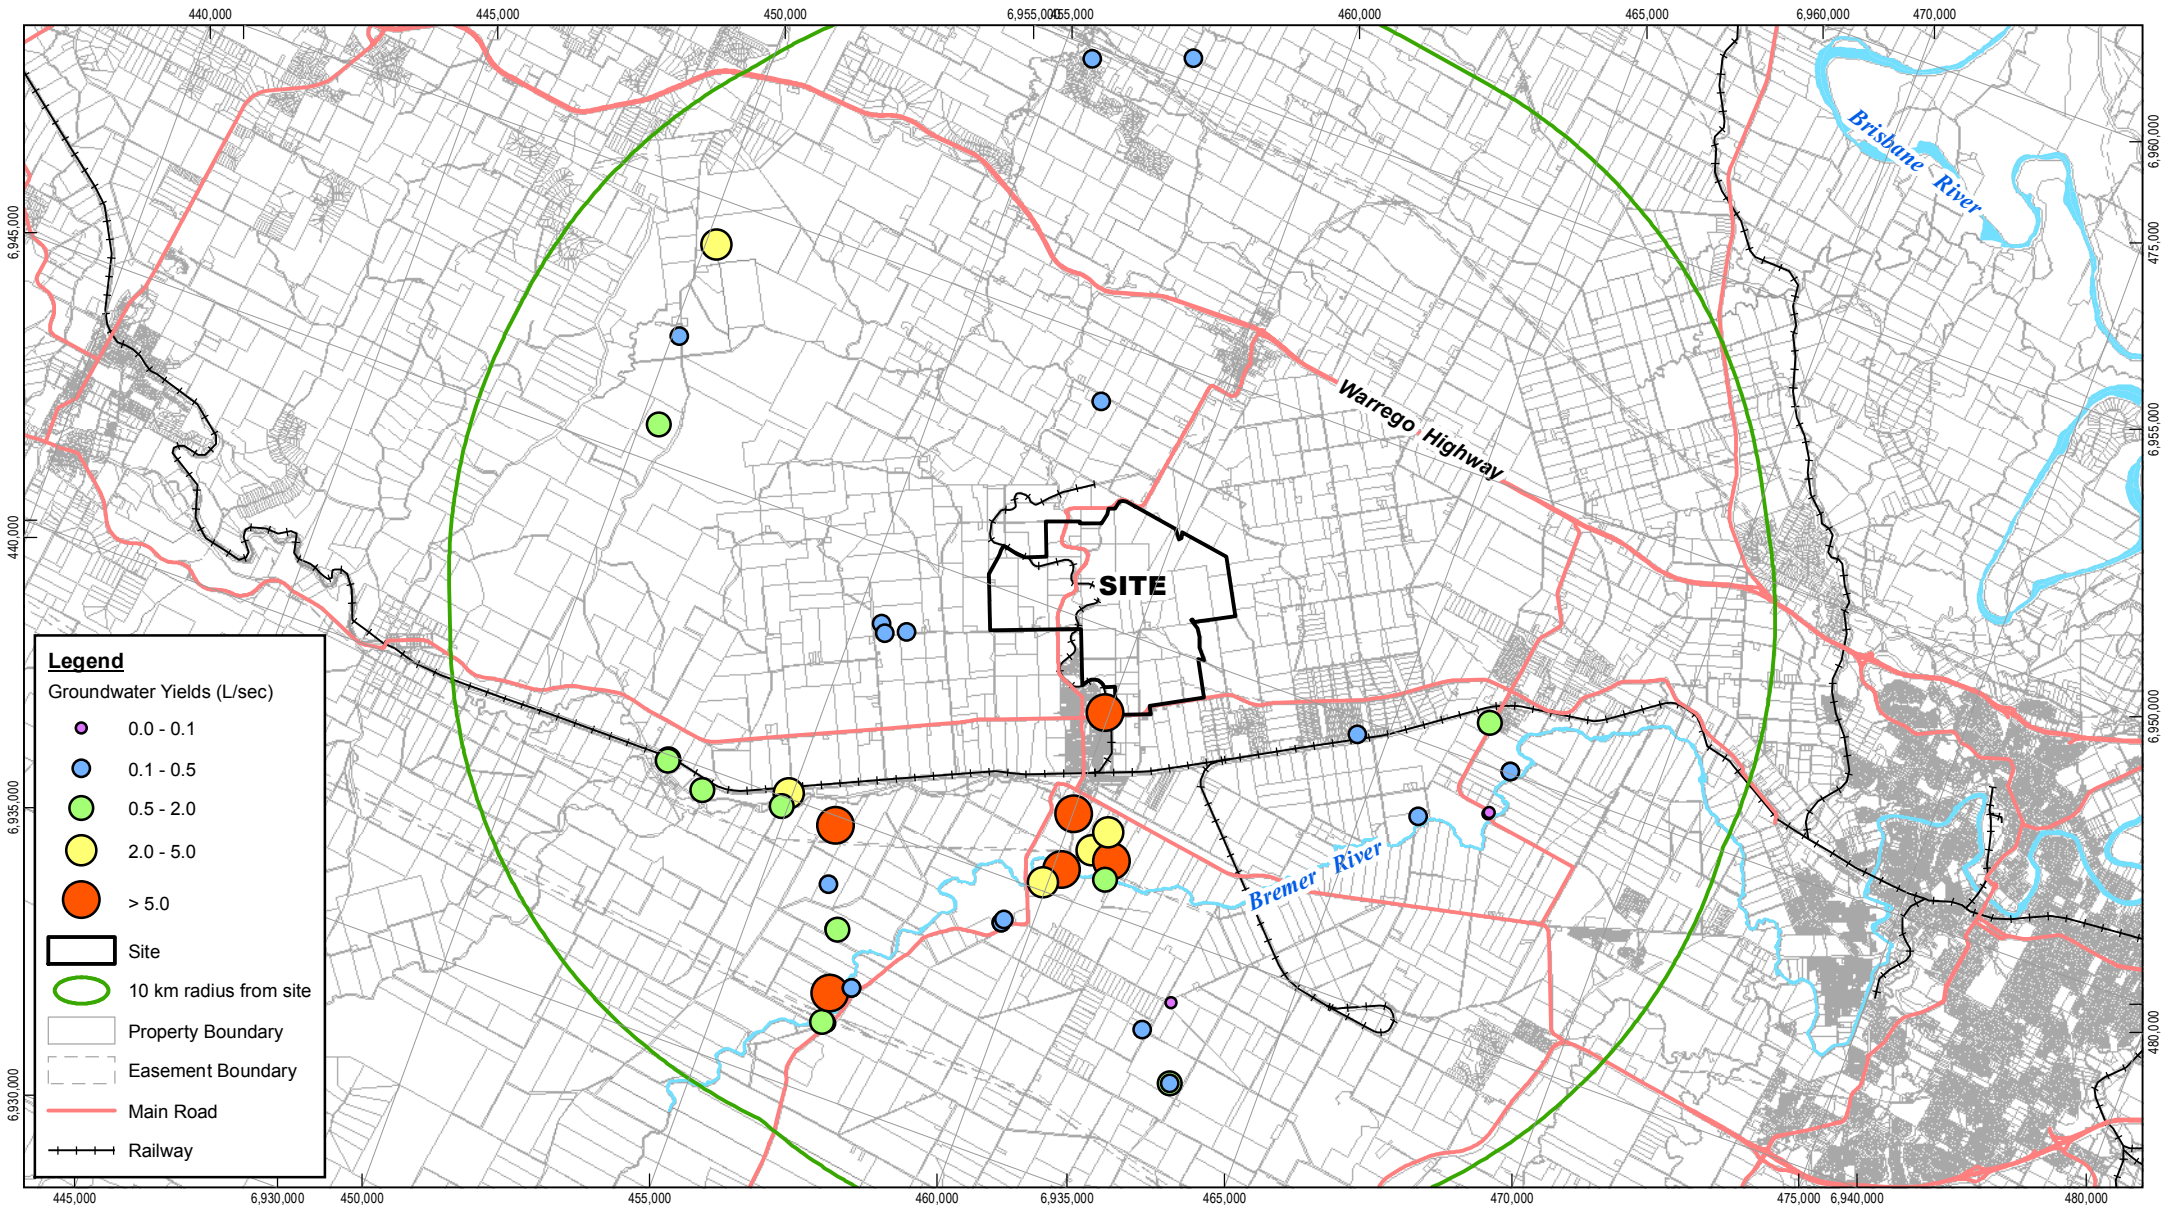 440,000
445,000
450,000
6,955,000
455,000
460,000
465,000
6,960,000
470,000
6,945,000
440,000
6,935,000
6,930,000
6,960,000
475,000
6,955,000
6,950,000
480,000
Brisbane River
Warrego Highway
SITE
Bremer River
Legend
Groundwater Yields (L/sec)
0.0 - 0.1
0.1 - 0.5
0.5 - 2.0
2.0 - 5.0
> 5.0
Site
10 km radius from site
Property Boundary
Easement Boundary
Main Road
Railway
445,000
6,930,000
450,000
455,000
460,000
6,935,000
465,000
470,000
475,000
6,940,000
480,000